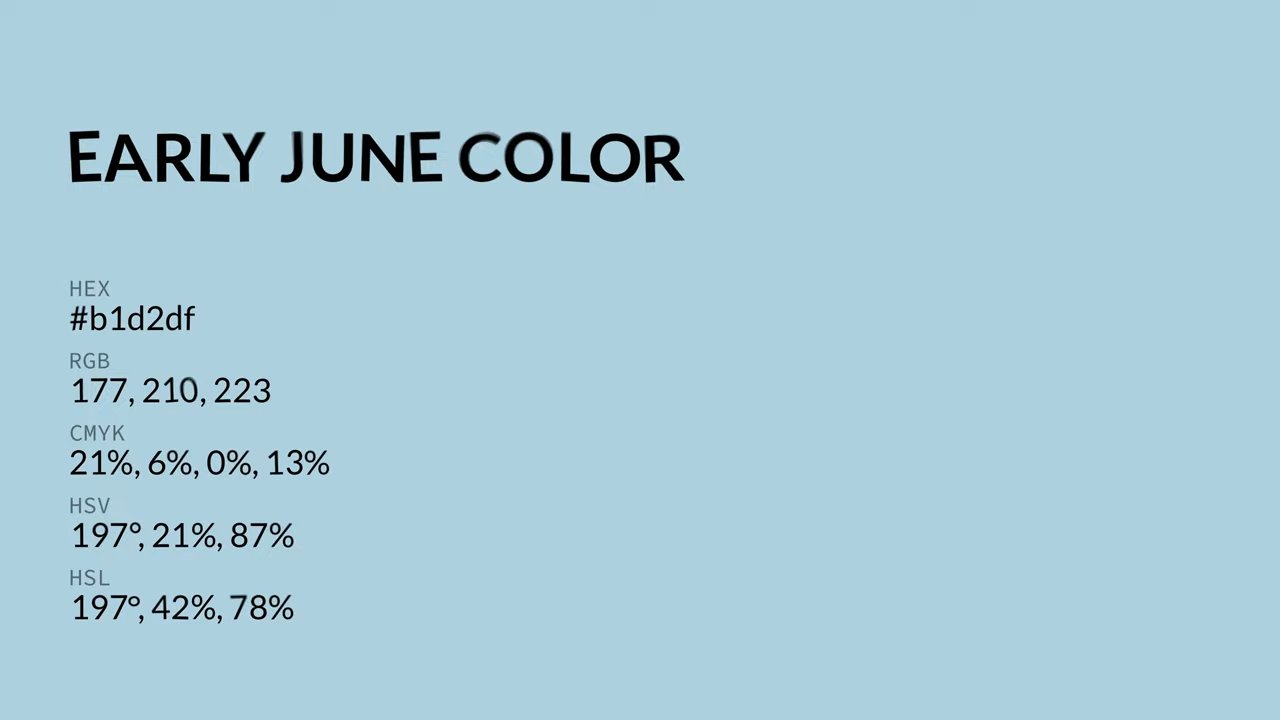 EARLY JUNE COLOR
HEX
#b1d2df
RGB
177, 210, 223
CMYK
21%, 6%, 0%, 13%
HSV
197°, 21%, 87%
HSL
197°, 42%, 78%